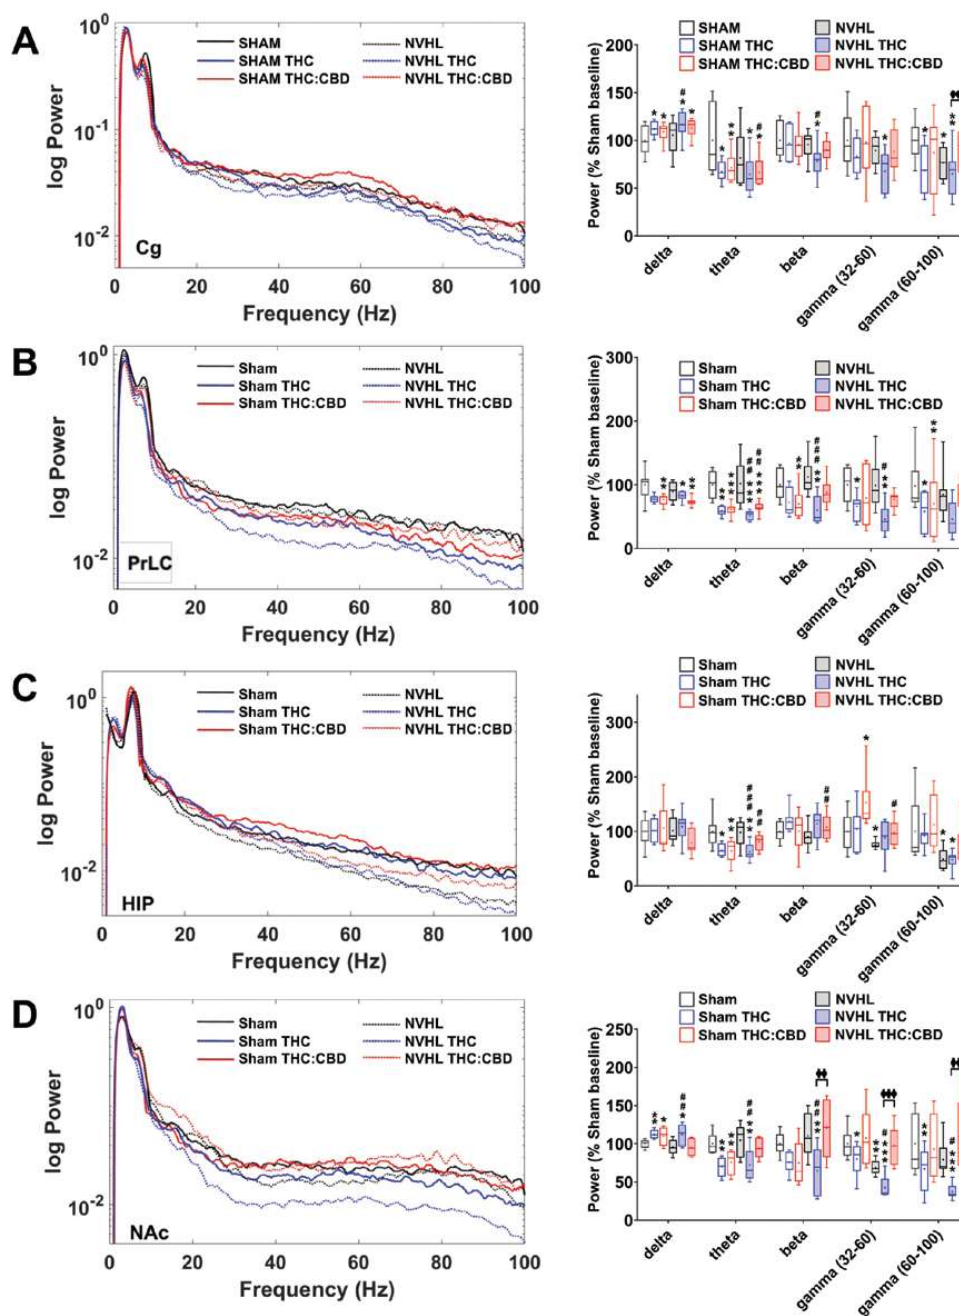 A
log Power
10⁰
10⁻¹
10⁻²
SHAM
SHAM THC
SHAM THC:CBD
NVHL
NVHL THC
NVHL THC:CBD
Cg
0 20 40 60 80 100
Frequency (Hz)
Power (% Sham baseline)
200
150
100
50
0
SHAM
SHAM THC
SHAM THC:CBD
NVHL
NVHL THC
NVHL THC:CBD
delta
theta
beta
gamma (32-60)
gamma (60-100)
B
log Power
10⁰
10⁻²
Sham
Sham THC
Sham THC:CBD
NVHL
NVHL THC
NVHL THC:CBD
PrLC
0 20 40 60 80 100
Frequency (Hz)
Power (% Sham baseline)
300
200
100
50
0
Sham
Sham THC
Sham THC:CBD
NVHL
NVHL THC
NVHL THC:CBD
delta
theta
beta
gamma (32-60)
gamma (60-100)
C
log Power
10⁰
10⁻²
Sham
Sham THC
Sham THC:CBD
NVHL
NVHL THC
NVHL THC:CBD
HIP
20 40 60 80 100
Frequency (Hz)
Power (% Sham baseline)
300
200
100
50
0
Sham
Sham THC
Sham THC:CBD
NVHL
NVHL THC
NVHL THC:CBD
delta
theta
beta
gamma (32-60)
gamma (60-100)
D
log Power
10⁰
10⁻²
Sham
Sham THC
Sham THC:CBD
NVHL
NVHL THC
NVHL THC:CBD
NAc
0 20 40 60 80 100
Frequency (Hz)
Power (% Sham baseline)
250
200
150
100
50
0
Sham
Sham THC
Sham THC:CBD
NVHL
NVHL THC
NVHL THC:CBD
delta
theta
beta
gamma (32-60)
gamma (60-100)